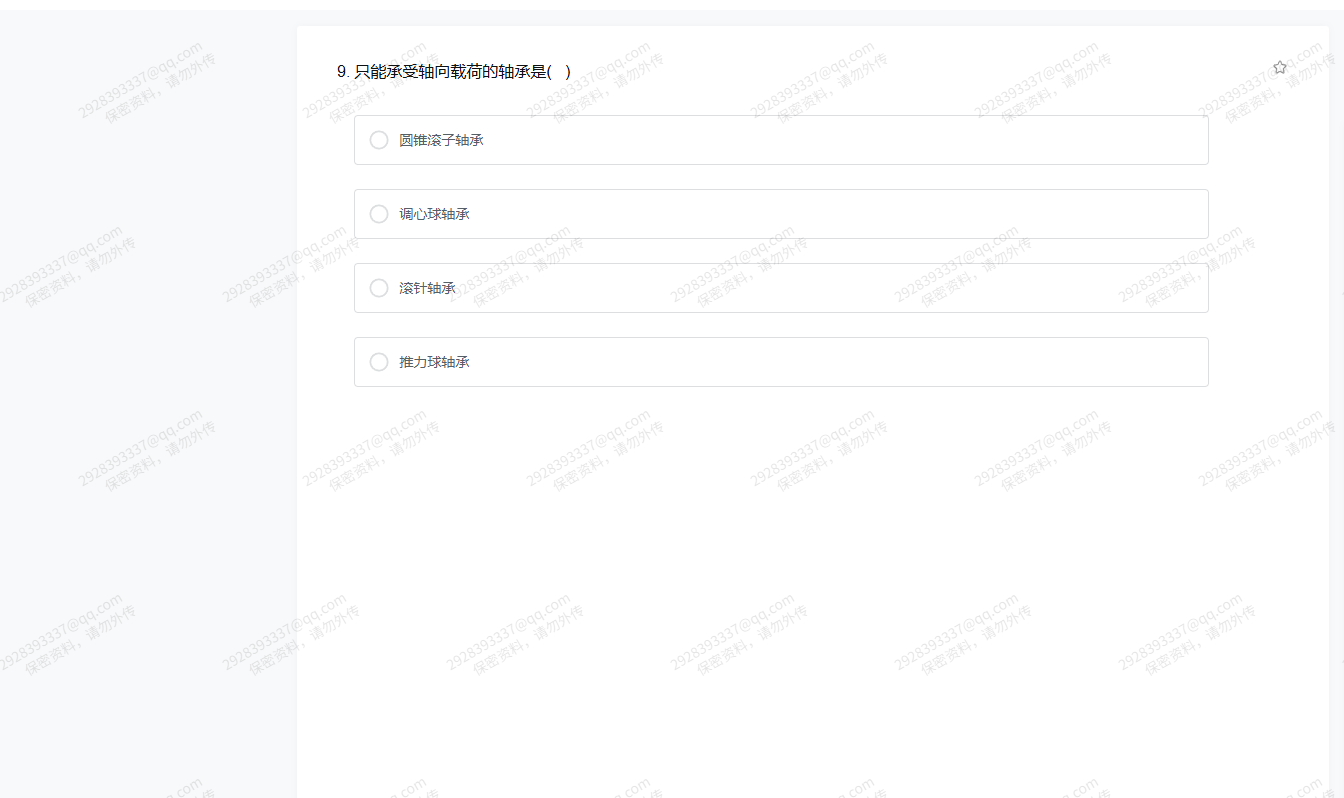 9. 只能承受轴向载荷的轴承是( )
圆锥滚子轴承
调心球轴承
滚针轴承
推力球轴承
2928393337@qq.com
保密资料，请勿外传